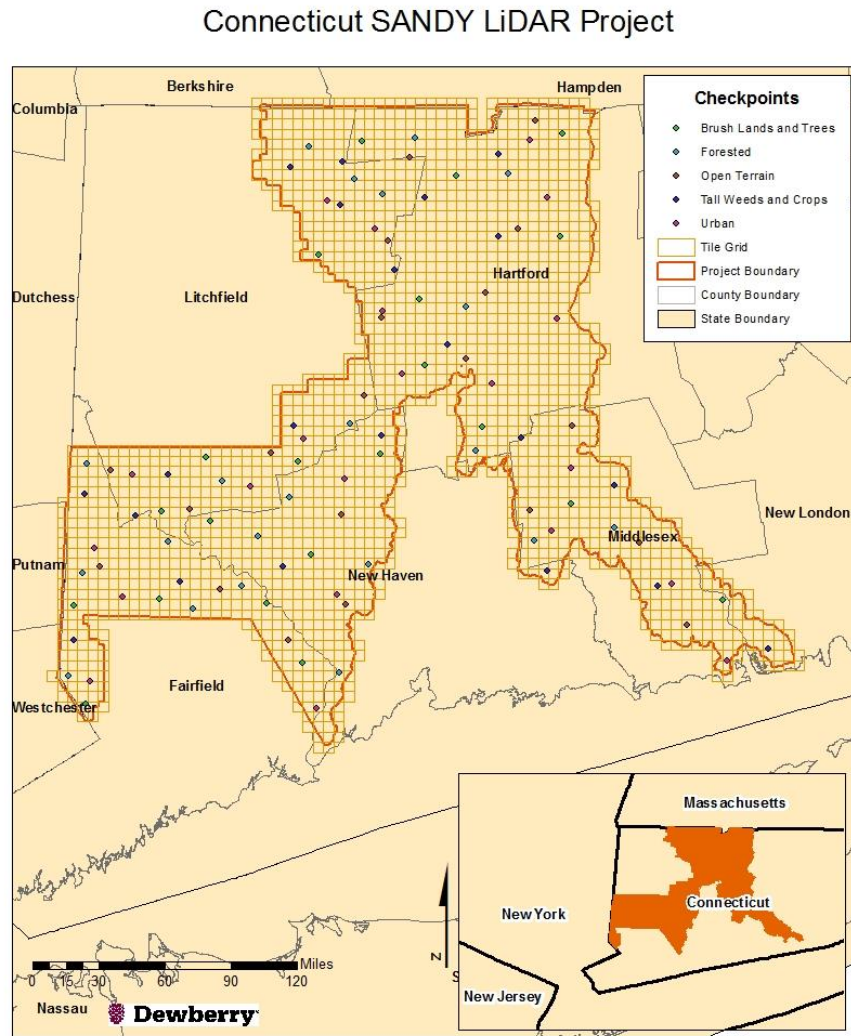 Connecticut SANDY LiDAR Project
Berkshire
Hampden
Columbia
Checkpoints
Brush Lands and Trees
Forested
Open Terrain
Tall Weeds and Crops
Urban
Tile Grid
Project Boundary
County Boundary
State Boundary
Hartford
Dutchess
Litchfield
New London
Middlesex
Putnam
New Haven
Fairfield
Westchester
Massachusetts
Connecticut
New York
New Jersey
N
S
Miles
0 15 30 60 90 120
Nassau
Dewberry